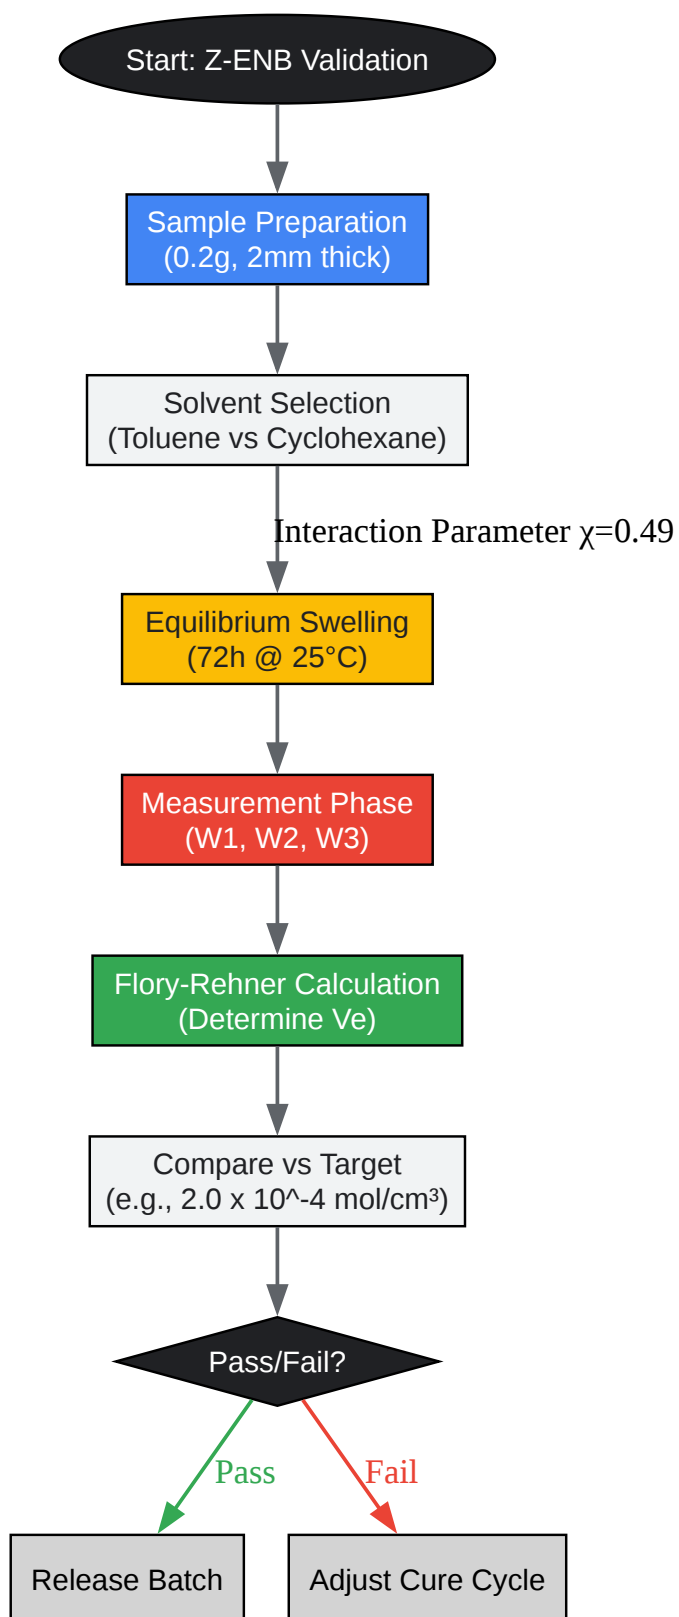 Start: Z-ENB Validation
Sample Preparation
(0.2g, 2mm thick)
Solvent Selection
(Toluene vs Cyclohexane)
Interaction Parameter χ=0.49
Equilibrium Swelling
(72h @ 25°C)
Measurement Phase
(W1, W2, W3)
Flory-Rehner Calculation
(Determine Ve)
Compare vs Target
(e.g., 2.0 x 10^-4 mol/cm³)
Pass/Fail?
Pass
Fail
Release Batch
Adjust Cure Cycle